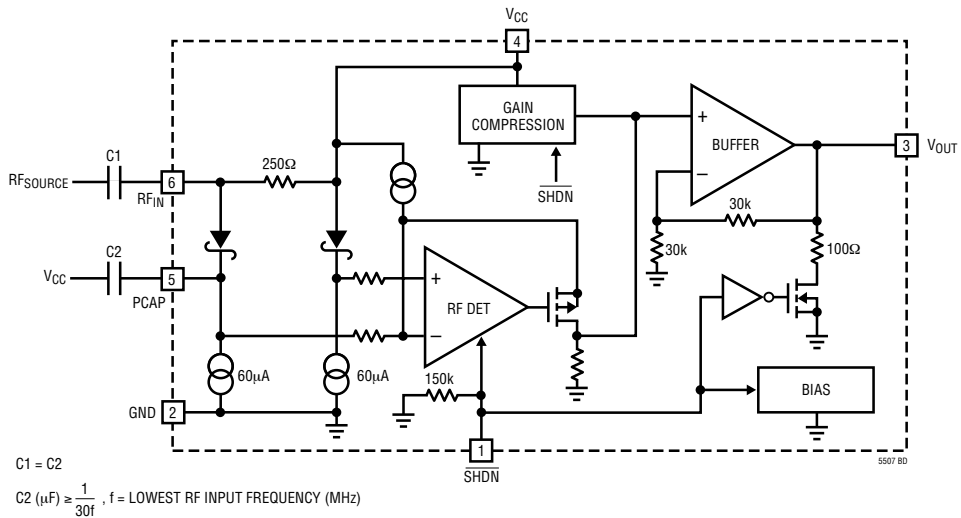 VCC
4
GAIN
COMPRESSION
SHDN
+
BUFFER
−
3
VOUT
30k
30k
100Ω
C1
RFSOURCE
6
RFIN
250Ω
C2
VCC
5
PCAP
+
RF DET
−
60µA
60µA
150k
BIAS
GND
2
1
SHDN
5507 BD
C1 = C2
C2 (µF) ≥ 1/30f , f = LOWEST RF INPUT FREQUENCY (MHz)